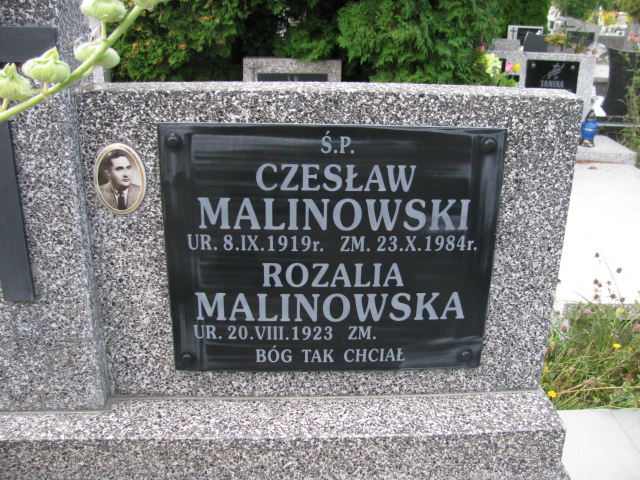 Ś.P.
CZESŁAW
MALINOWSKI
UR. 8.IX.1919r. ZM. 23.X.1984r.
ROZALIA
MALINOWSKA
UR. 20.VIII.1923 ZM.
BÓG TAK CHCIAŁ
JANINA